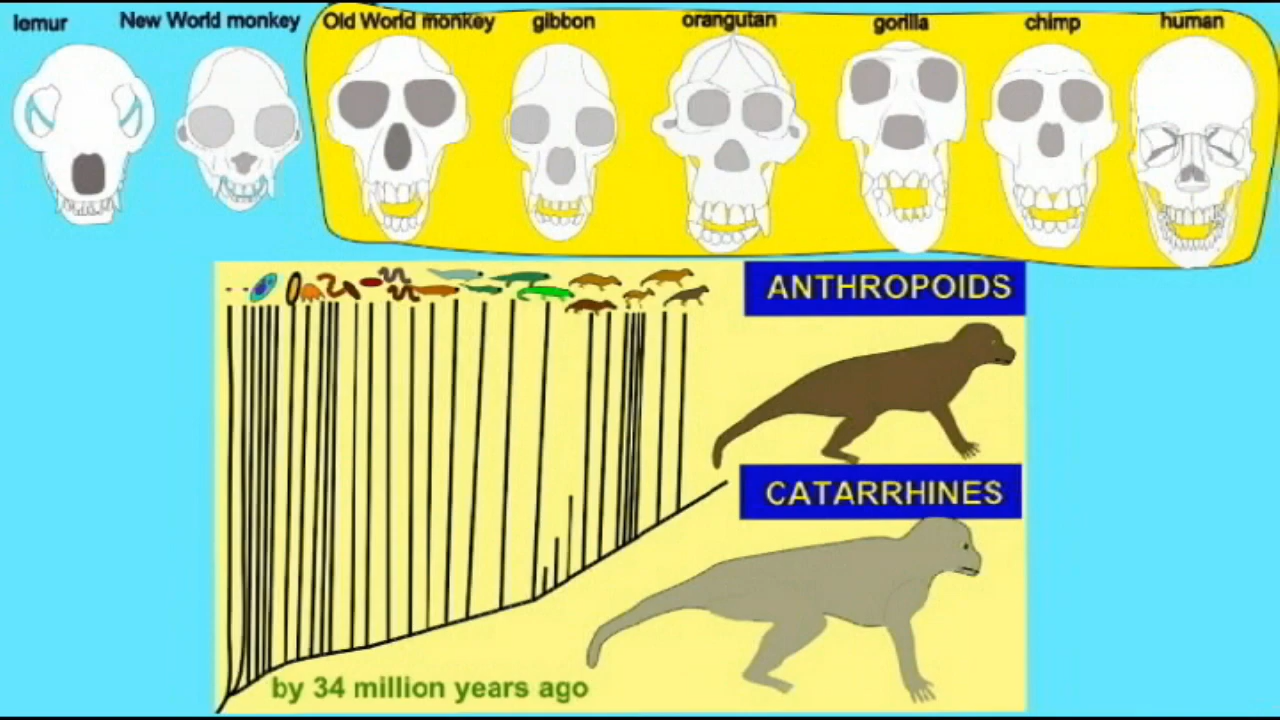 lemur
New World monkey
Old World monkey
gibbon
orangutan
gorilla
chimp
human
ANTHROPOIDS
CATARRHINES
by 34 million years ago